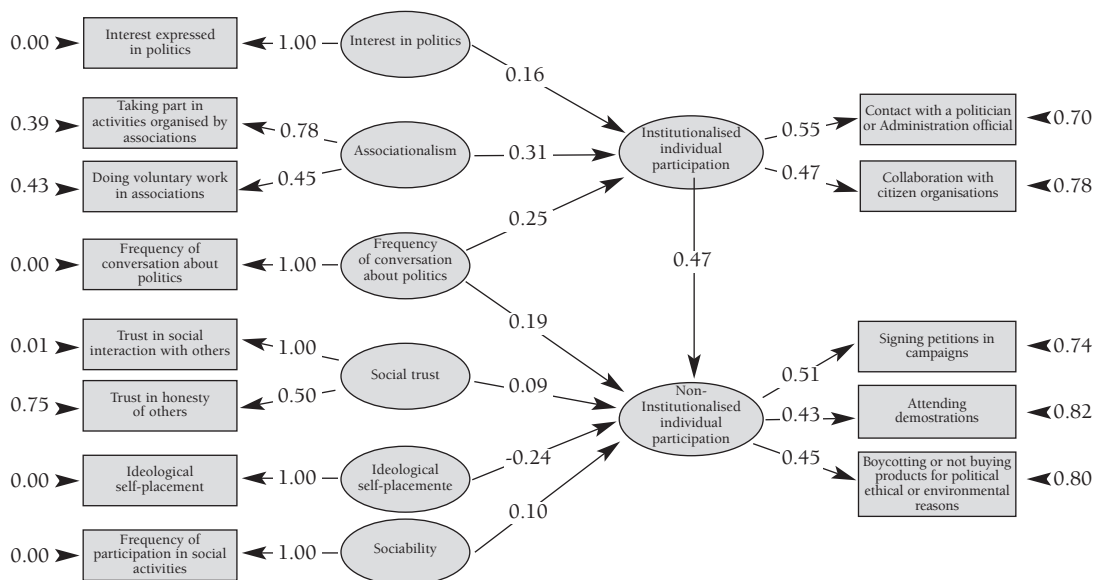 0.00
Interest expressed
in politics
1.00
Interest in politics
0.16
0.39
Taking part in
activities organised by
associations
0.78
Associationalism
0.31
0.43
Doing voluntary work
in associations
0.45
0.25
0.00
Frequency of
conversation about
politics
1.00
Frequency
of conversation
about politics
0.19
0.01
Trust in social
interaction with others
1.00
Social trust
0.09
0.75
Trust in honesty
of others
0.50
0.00
Ideological
self-placement
1.00
Ideological
self-placemente
-0.24
0.00
Frequency of
participation in social
activities
1.00
Sociability
0.10
Institutionalised
individual
participation
0.47
Non-
Institutionalised
individual
participation
0.55
Contact with a politician
or Administration official
0.70
0.47
Collaboration with
citizen organisations
0.78
0.51
Signing petitions in
campaigns
0.74
0.43
Attending
demostrations
0.82
0.45
Boycotting or not buying
products for political
ethical or environmental
reasons
0.80